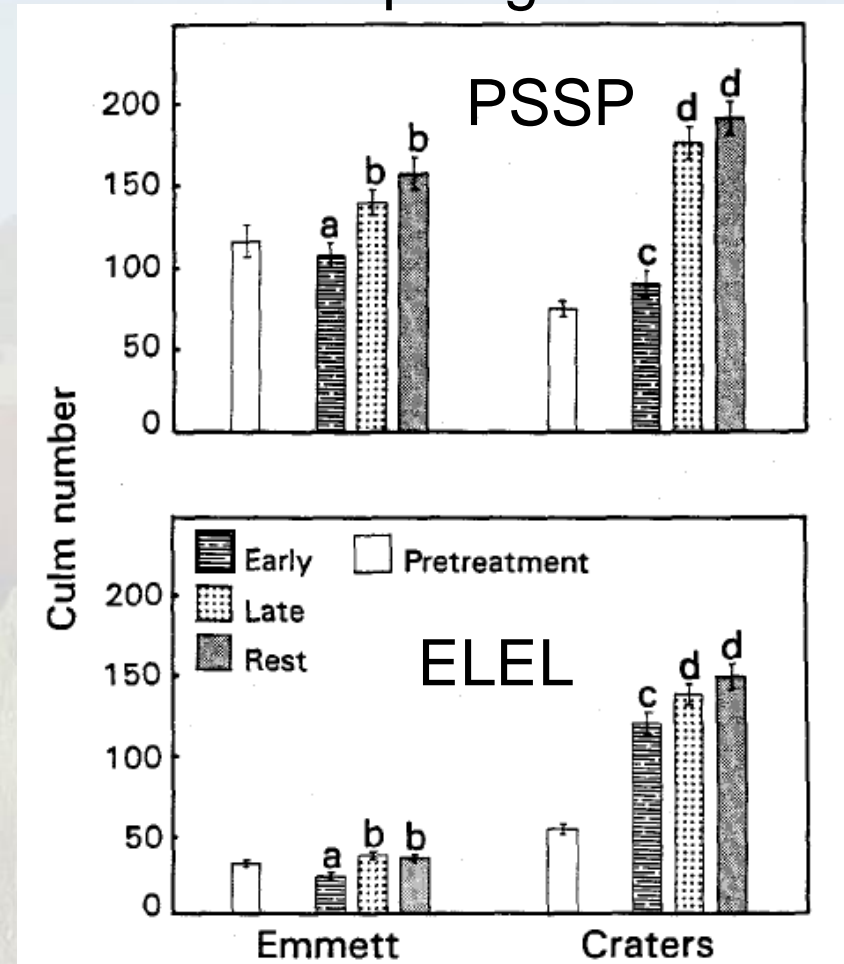 PSSP
d
d
200
b
b
150
a
c
100
50
0
Culm number
Early
Pretreatment
Late
Rest
200
ELEL
d
d
c
150
100
50
b
b
a
0
Emmett
Craters